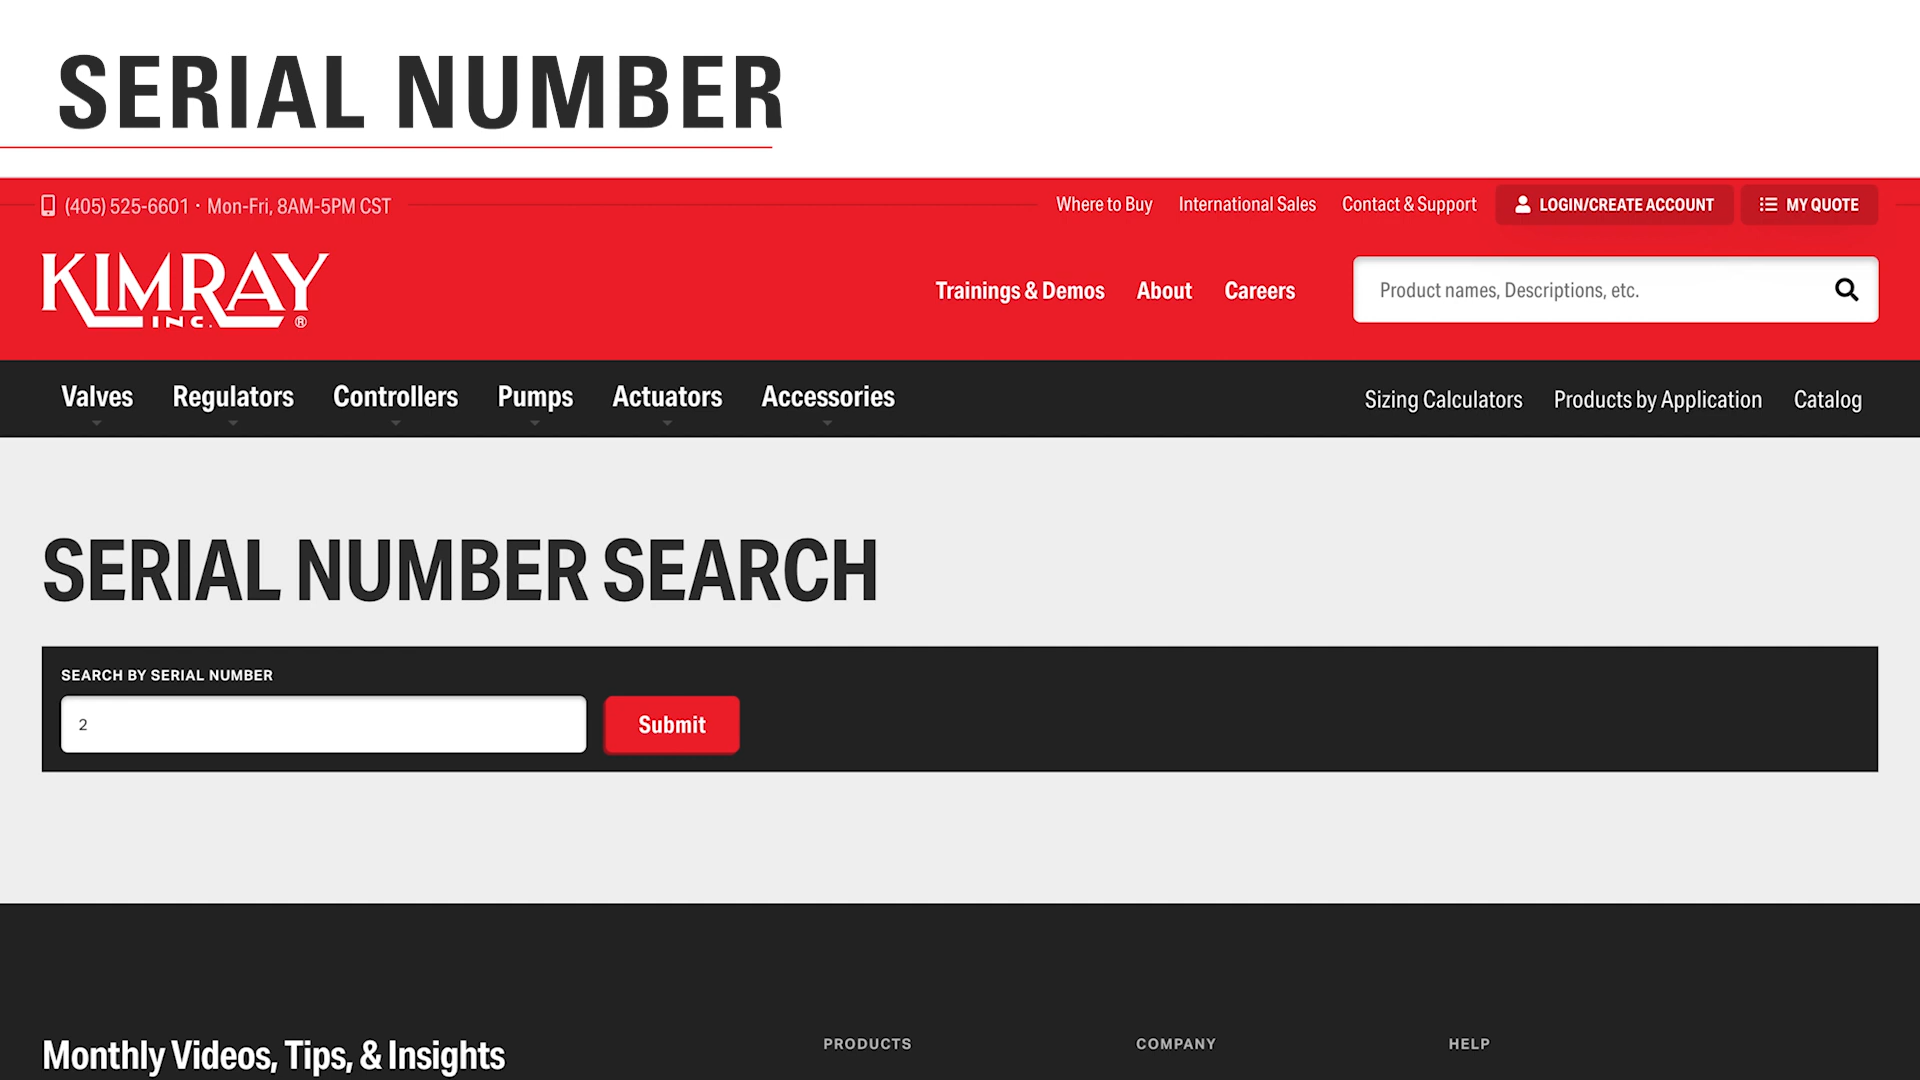 SERIAL NUMBER
(405) 525-6601 · Mon-Fri, 8AM-5PM CST
Where to Buy
International Sales
Contact & Support
LOGIN/CREATE ACCOUNT
MY QUOTE
KIMRAY
INC. ®
Trainings & Demos
About
Careers
Product names, Descriptions, etc.
Valves
Regulators
Controllers
Pumps
Actuators
Accessories
Sizing Calculators
Products by Application
Catalog
SERIAL NUMBER SEARCH
SEARCH BY SERIAL NUMBER
2
Submit
Monthly Videos, Tips, & Insights
PRODUCTS
COMPANY
HELP